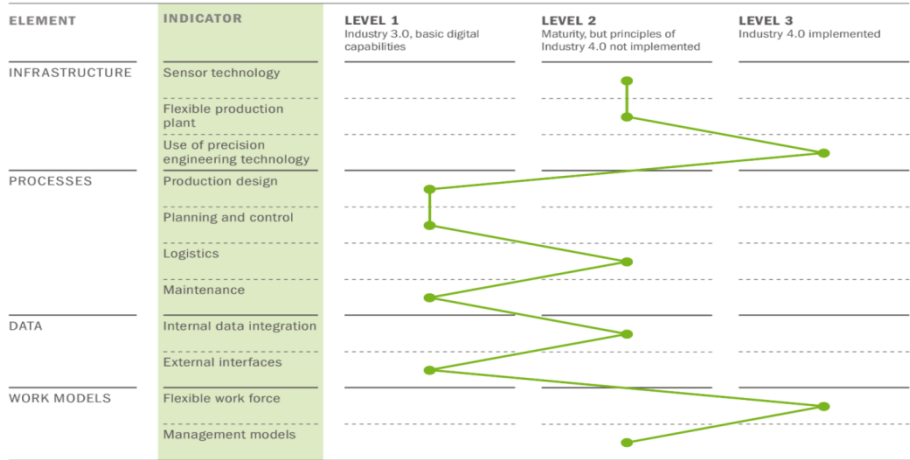 ELEMENT
INDICATOR
LEVEL 1
Industry 3.0, basic digital
capabilities
LEVEL 2
Maturity, but principles of
Industry 4.0 not implemented
LEVEL 3
Industry 4.0 implemented
INFRASTRUCTURE
Sensor technology
Flexible production
plant
Use of precision
engineering technology
PROCESSES
Production design
Planning and control
Logistics
Maintenance
DATA
Internal data integration
External interfaces
WORK MODELS
Flexible work force
Management models